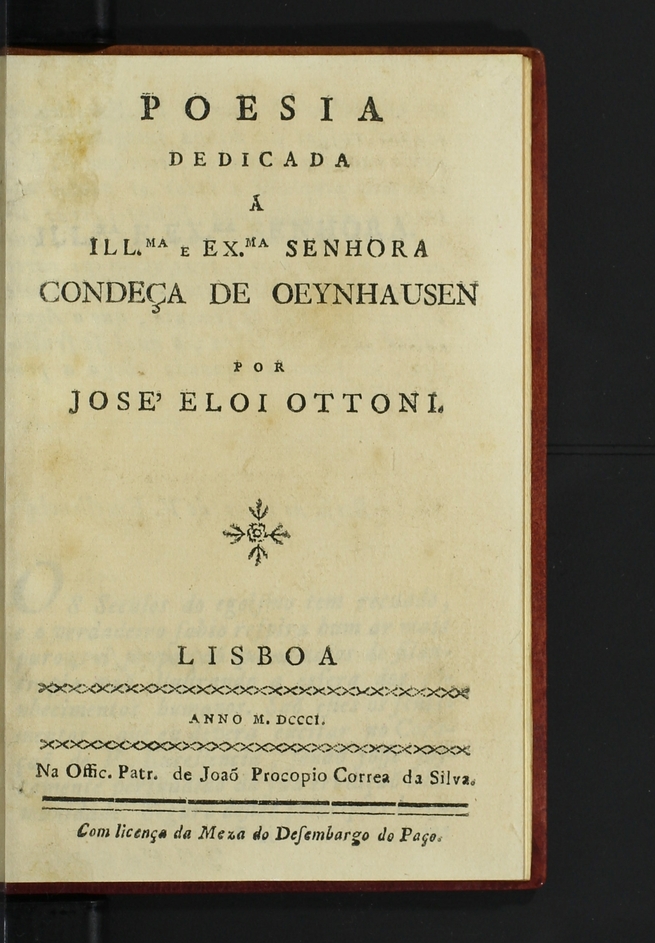 POESIA
DEDICADA
Á
ILL.MA E EX.MA SENHORA
CONDEÇA DE OEYNHAUSEN
POR
JOSE' ELOI OTTONI.
LISBOA
ANNO M. DCCCI.
Na Offic. Patr. de Joaõ Procopio Correa da Silva.
Com licença da Meza do Deſembargo do Paço.